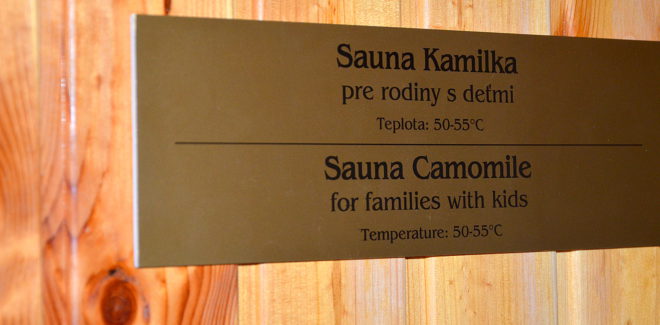 Sauna Kamilka
pre rodiny s deťmi
Teplota: 50-55°C
Sauna Camomile
for families with kids
Temperature: 50-55°C